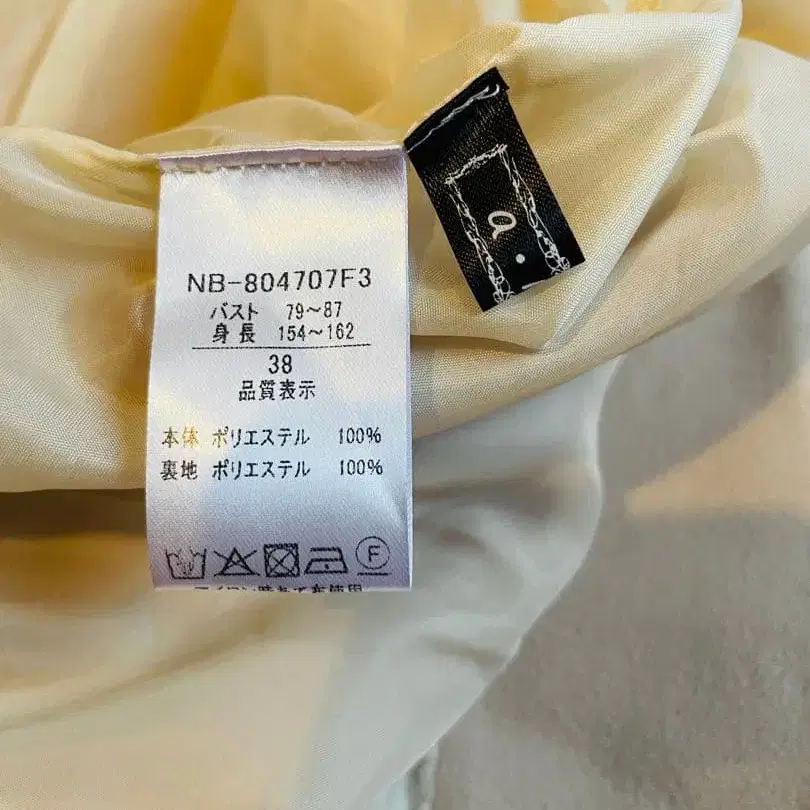 NB-804707F3
バスト 79～87
身長 154～162
38
品質表示
本体 ポリエステル 100%
裏地 ポリエステル 100%
F
a